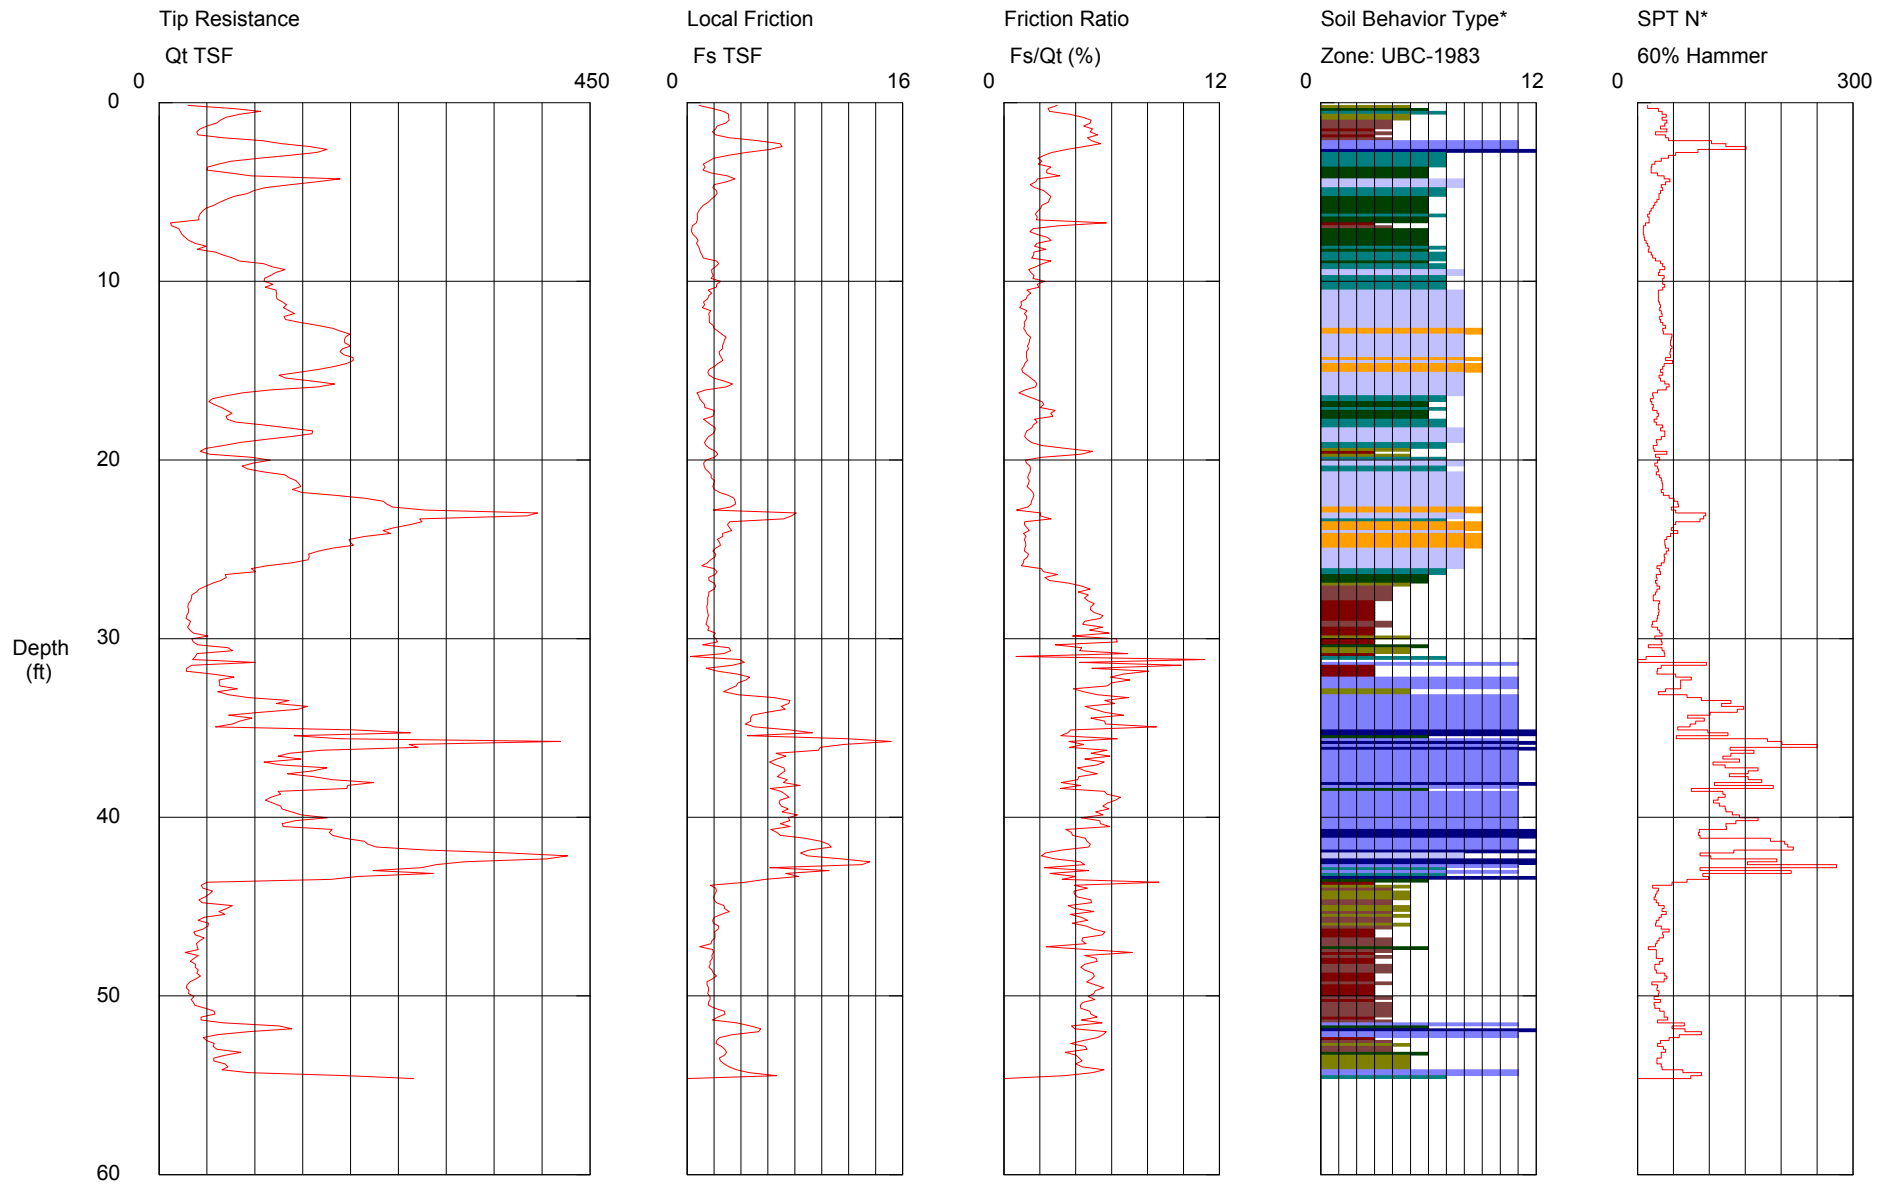 Tip Resistance
Qt TSF
0 450
Local Friction
Fs TSF
0 16
Friction Ratio
Fs/Qt (%)
0 12
Soil Behavior Type*
Zone: UBC-1983
0 12
SPT N*
60% Hammer
0 300
0
10
20
30
40
50
60
Depth
(ft)